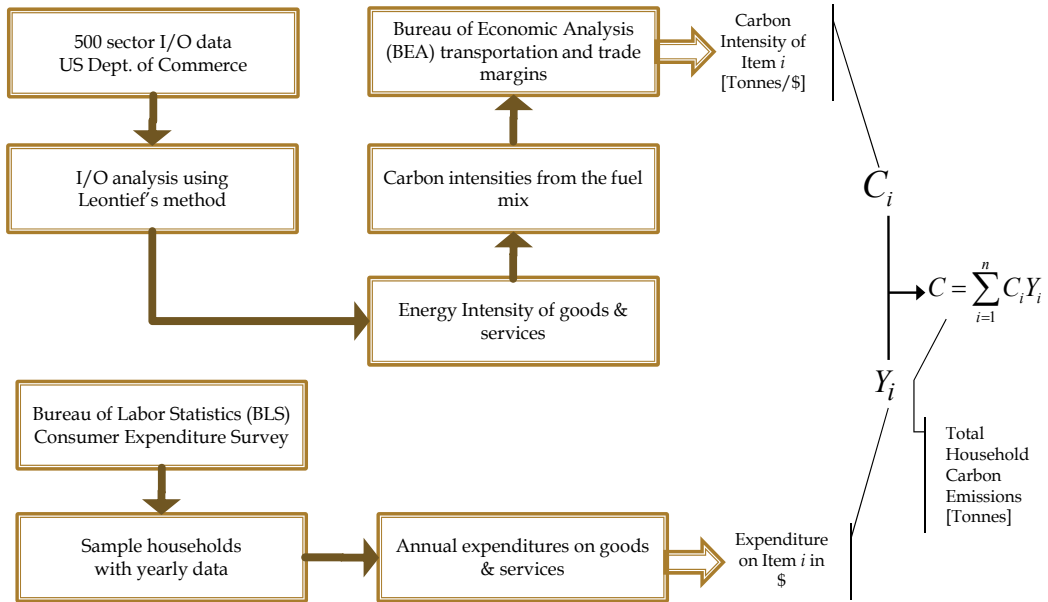 500 sector I/O data
US Dept. of Commerce
I/O analysis using
Leontief's method
Energy Intensity of goods &
services
Carbon intensities from the fuel
mix
Bureau of Economic Analysis
(BEA) transportation and trade
margins
Carbon
Intensity of
Item i
[Tonnes/$]
C_i
C = \sum_{i=1}^{n} C_i Y_i
Y_i
Total
Household
Carbon
Emissions
[Tonnes]
Bureau of Labor Statistics (BLS)
Consumer Expenditure Survey
Sample households
with yearly data
Annual expenditures on goods
& services
Expenditure
on Item i in
$